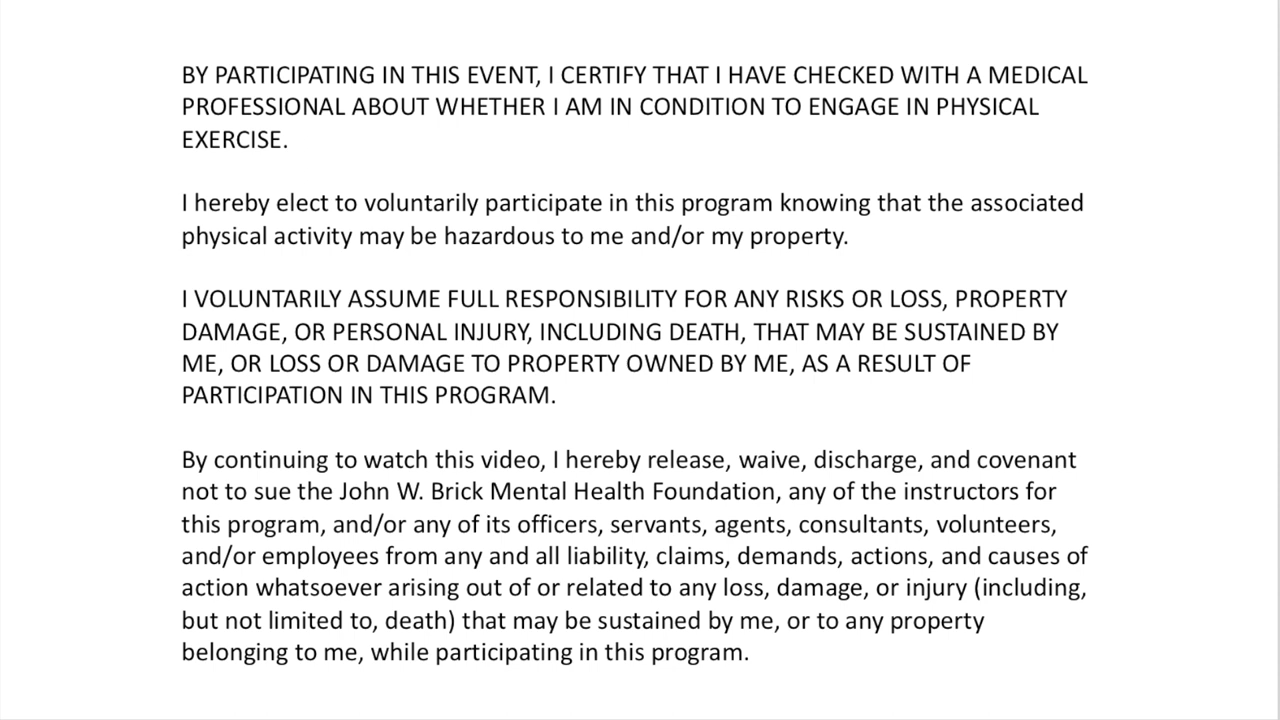 BY PARTICIPATING IN THIS EVENT, I CERTIFY THAT I HAVE CHECKED WITH A MEDICAL
PROFESSIONAL ABOUT WHETHER I AM IN CONDITION TO ENGAGE IN PHYSICAL
EXERCISE.
I hereby elect to voluntarily participate in this program knowing that the associated
physical activity may be hazardous to me and/or my property.
I VOLUNTARILY ASSUME FULL RESPONSIBILITY FOR ANY RISKS OR LOSS, PROPERTY
DAMAGE, OR PERSONAL INJURY, INCLUDING DEATH, THAT MAY BE SUSTAINED BY
ME, OR LOSS OR DAMAGE TO PROPERTY OWNED BY ME, AS A RESULT OF
PARTICIPATION IN THIS PROGRAM.
By continuing to watch this video, I hereby release, waive, discharge, and covenant
not to sue the John W. Brick Mental Health Foundation, any of the instructors for
this program, and/or any of its officers, servants, agents, consultants, volunteers,
and/or employees from any and all liability, claims, demands, actions, and causes of
action whatsoever arising out of or related to any loss, damage, or injury (including,
but not limited to, death) that may be sustained by me, or to any property
belonging to me, while participating in this program.